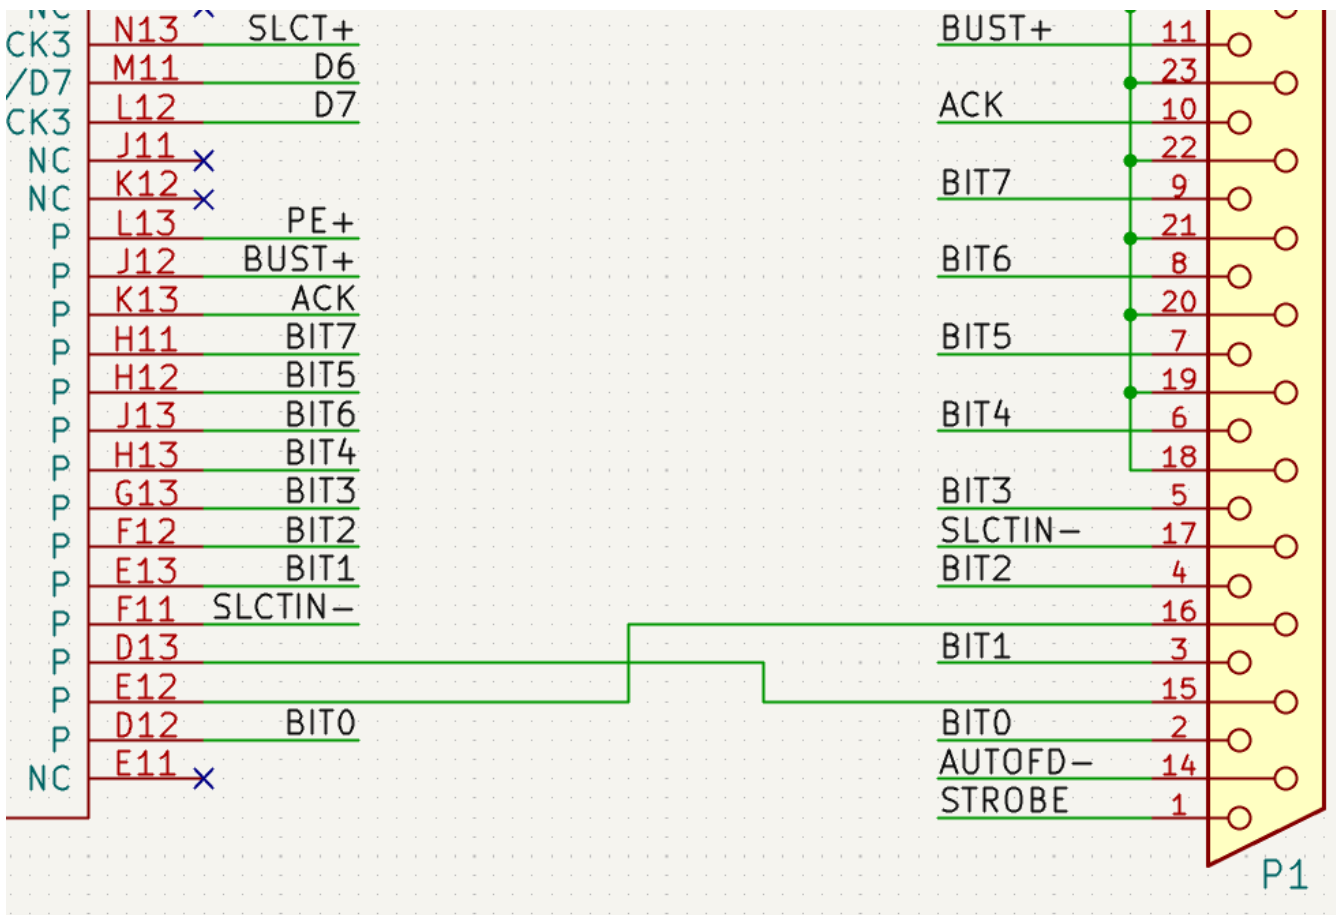 NC
CK3 N13 SLCT+
/D7 M11 D6
CK3 L12 D7
NC J11
NC K12
P L13 PE+
P J12 BUST+
P K13 ACK
P H11 BIT7
P H12 BIT5
P J13 BIT6
P H13 BIT4
P G13 BIT3
P F12 BIT2
P E13 BIT1
P F11 SLCTIN-
P D13
P E12
P D12 BIT0
NC E11
BUST+ 11
23
ACK 10
22
BIT7 9
21
BIT6 8
20
BIT5 7
19
BIT4 6
18
BIT3 5
SLCTIN- 17
BIT2 4
16
BIT1 3
15
BIT0 2
AUTOFD- 14
STROBE 1
P1